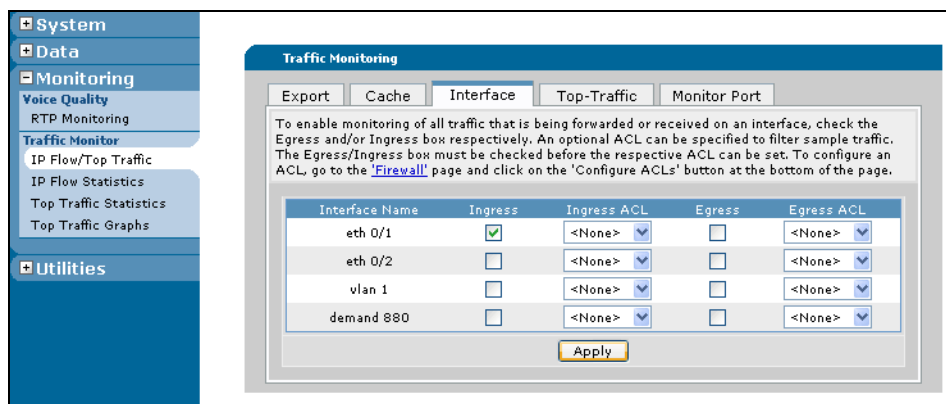 System
Data
Monitoring
Voice Quality
RTP Monitoring
Traffic Monitor
IP Flow/Top Traffic
IP Flow Statistics
Top Traffic Statistics
Top Traffic Graphs
Utilities
Traffic Monitoring
Export Cache Interface Top-Traffic Monitor Port
To enable monitoring of all traffic that is being forwarded or received on an interface, check the
Egress and/or Ingress box respectively. An optional ACL can be specified to filter sample traffic.
The Egress/Ingress box must be checked before the respective ACL can be set. To configure an
ACL, go to the 'Firewall' page and click on the 'Configure ACLs' button at the bottom of the page.
Interface Name Ingress Ingress ACL Egress Egress ACL
eth 0/1 <None> <None>
eth 0/2 <None> <None>
vlan 1 <None> <None>
demand 880 <None> <None>
Apply